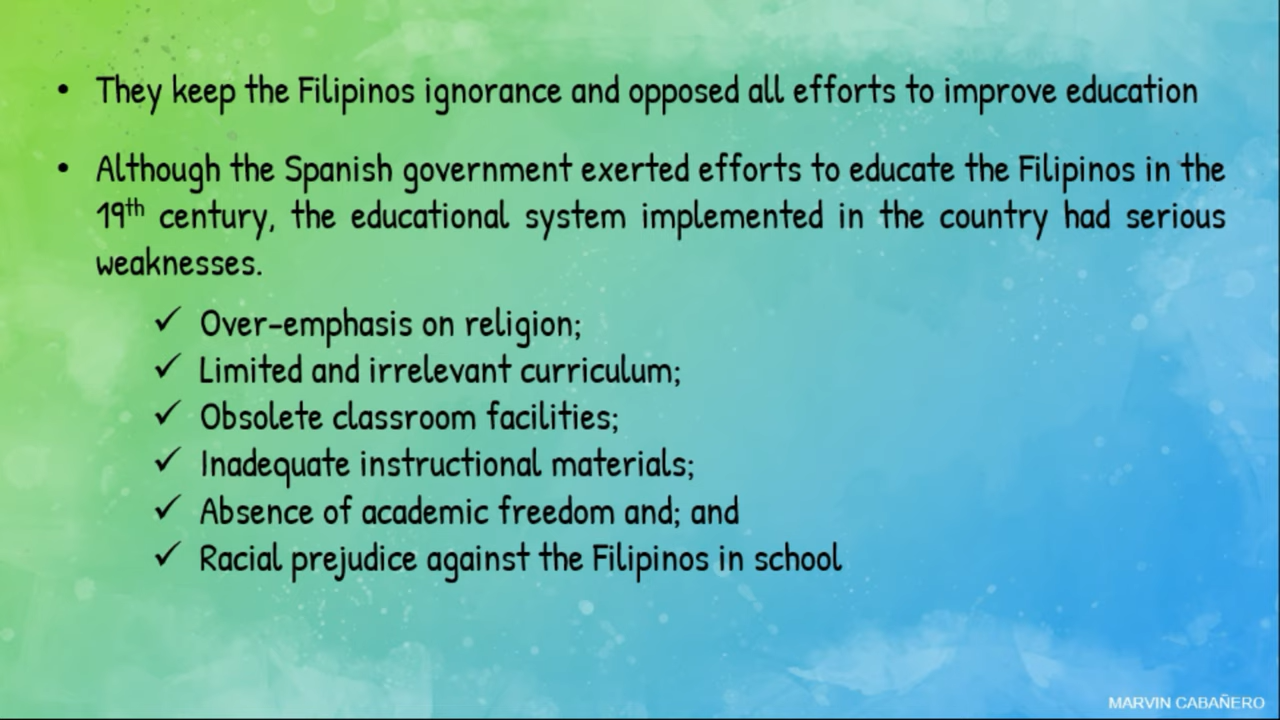 • They keep the Filipinos ignorance and opposed all efforts to improve education
• Although the Spanish government exerted efforts to educate the Filipinos in the
19th century, the educational system implemented in the country had serious
weaknesses.
✓ Over-emphasis on religion;
✓ Limited and irrelevant curriculum;
✓ Obsolete classroom facilities;
✓ Inadequate instructional materials;
✓ Absence of academic freedom and; and
✓ Racial prejudice against the Filipinos in school
MARVIN CABAÑERO